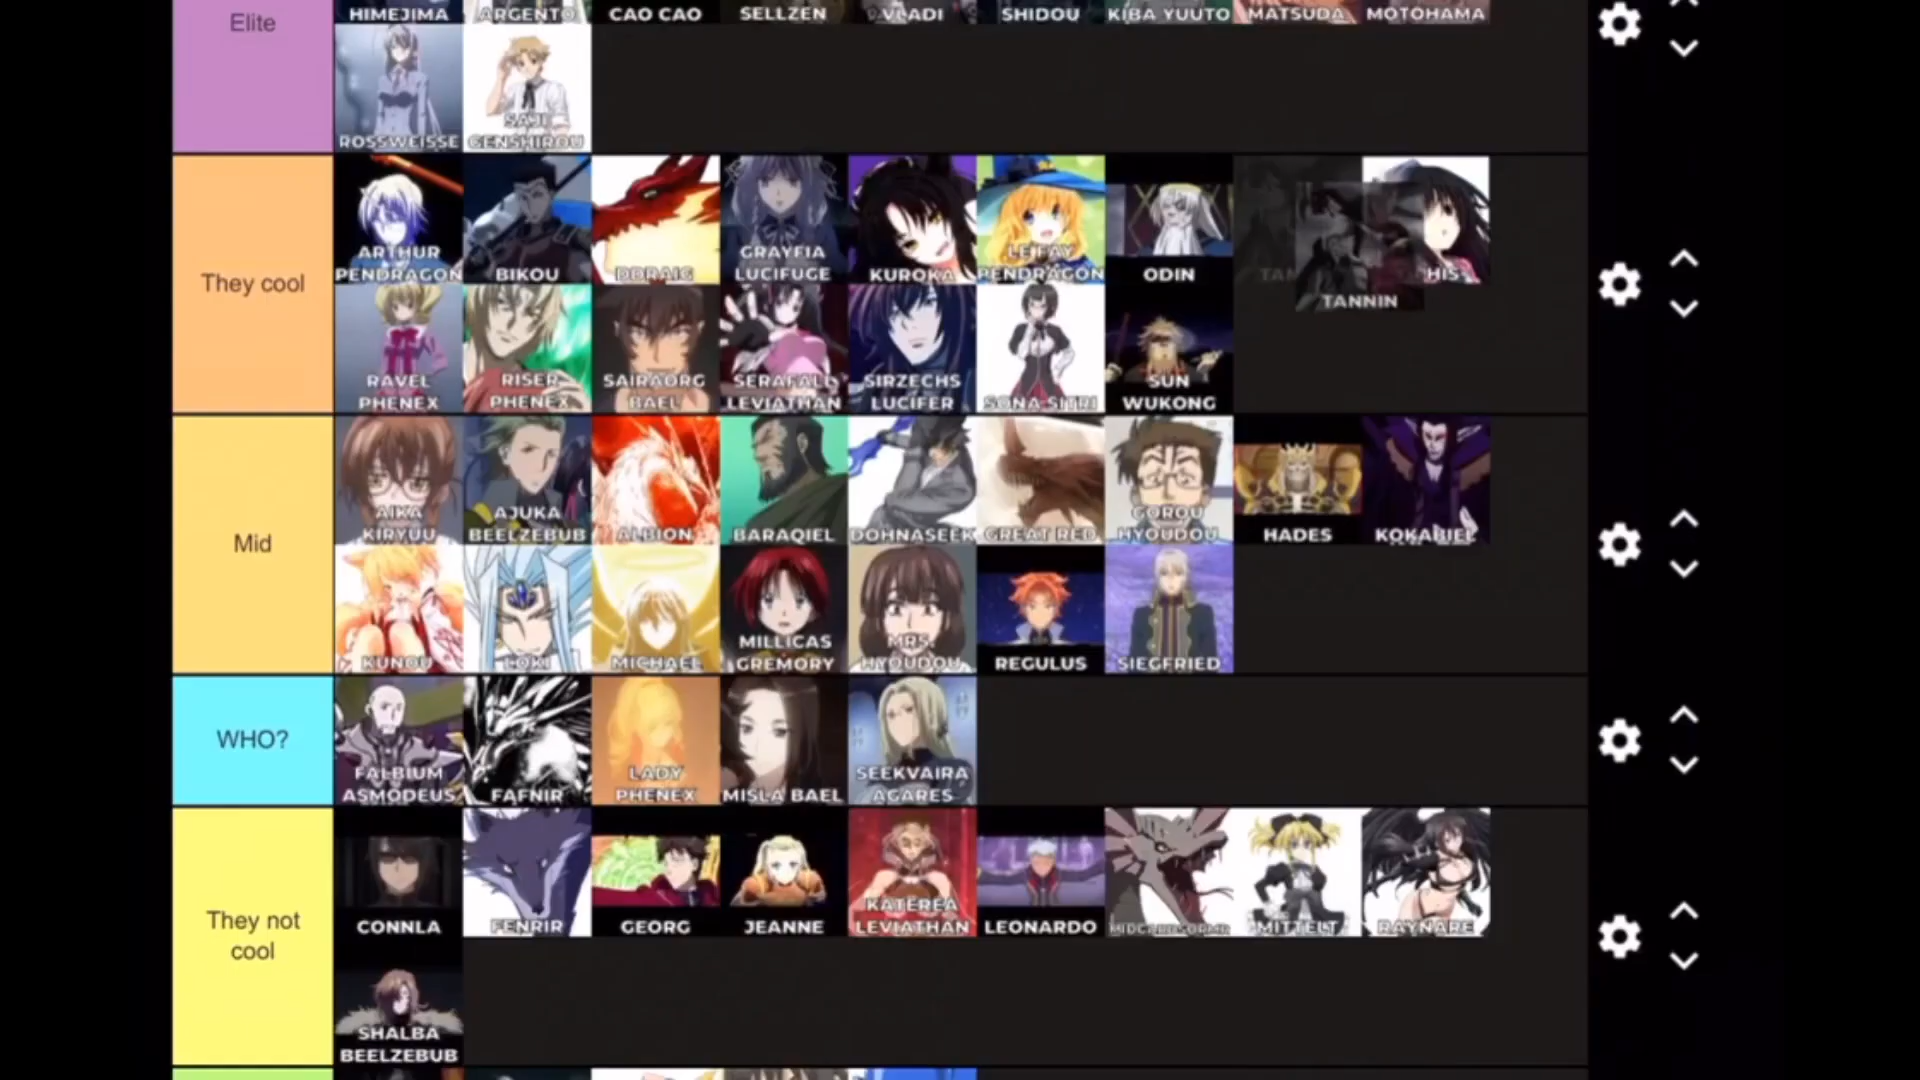 Elite
HIMEJIMA
ARGENTO
CAO CAO
SELLZEN
VLADI
SHIDOU
KIBA YUUTO
MATSUDA
MOTOHAMA
ROSSWEISSE
SAJI
GENSHIROU
They cool
ARTHUR
PENDRAGON
BIKOU
DDRAIG
GRAYFIA
LUCIFUGE
KUROKA
LE FAY
PENDRAGON
ODIN
TAN
HIS
TANNIN
RAVEL
PHENEX
RISER
PHENEX
SAIRAORG
BAEL
SERAFALL
LEVIATHAN
SIRZECHS
LUCIFER
SONA SITRI
SUN
WUKONG
Mid
AIKA
KIRYUU
AJUKA
BEELZEBUB
ALBION
BARAQIEL
DOHNASEEK
GREAT RED
GOROU
HYOUDOU
HADES
KOKABIEL
KUNOU
LOKI
MICHAEL
MILLICAS
GREMORY
MRS.
HYOUDOU
REGULUS
SIEGFRIED
WHO?
FALBIUM
ASMODEUS
FAFNIR
LADY
PHENEX
MISLA BAEL
SEEKVAIRA
AGARES
They not
cool
CONNLA
FENRIR
GEORG
JEANNE
KATEREA
LEVIATHAN
LEONARDO
MIDGARDSORMR
MITTELT
RAYNARE
SHALBA
BEELZEBUB